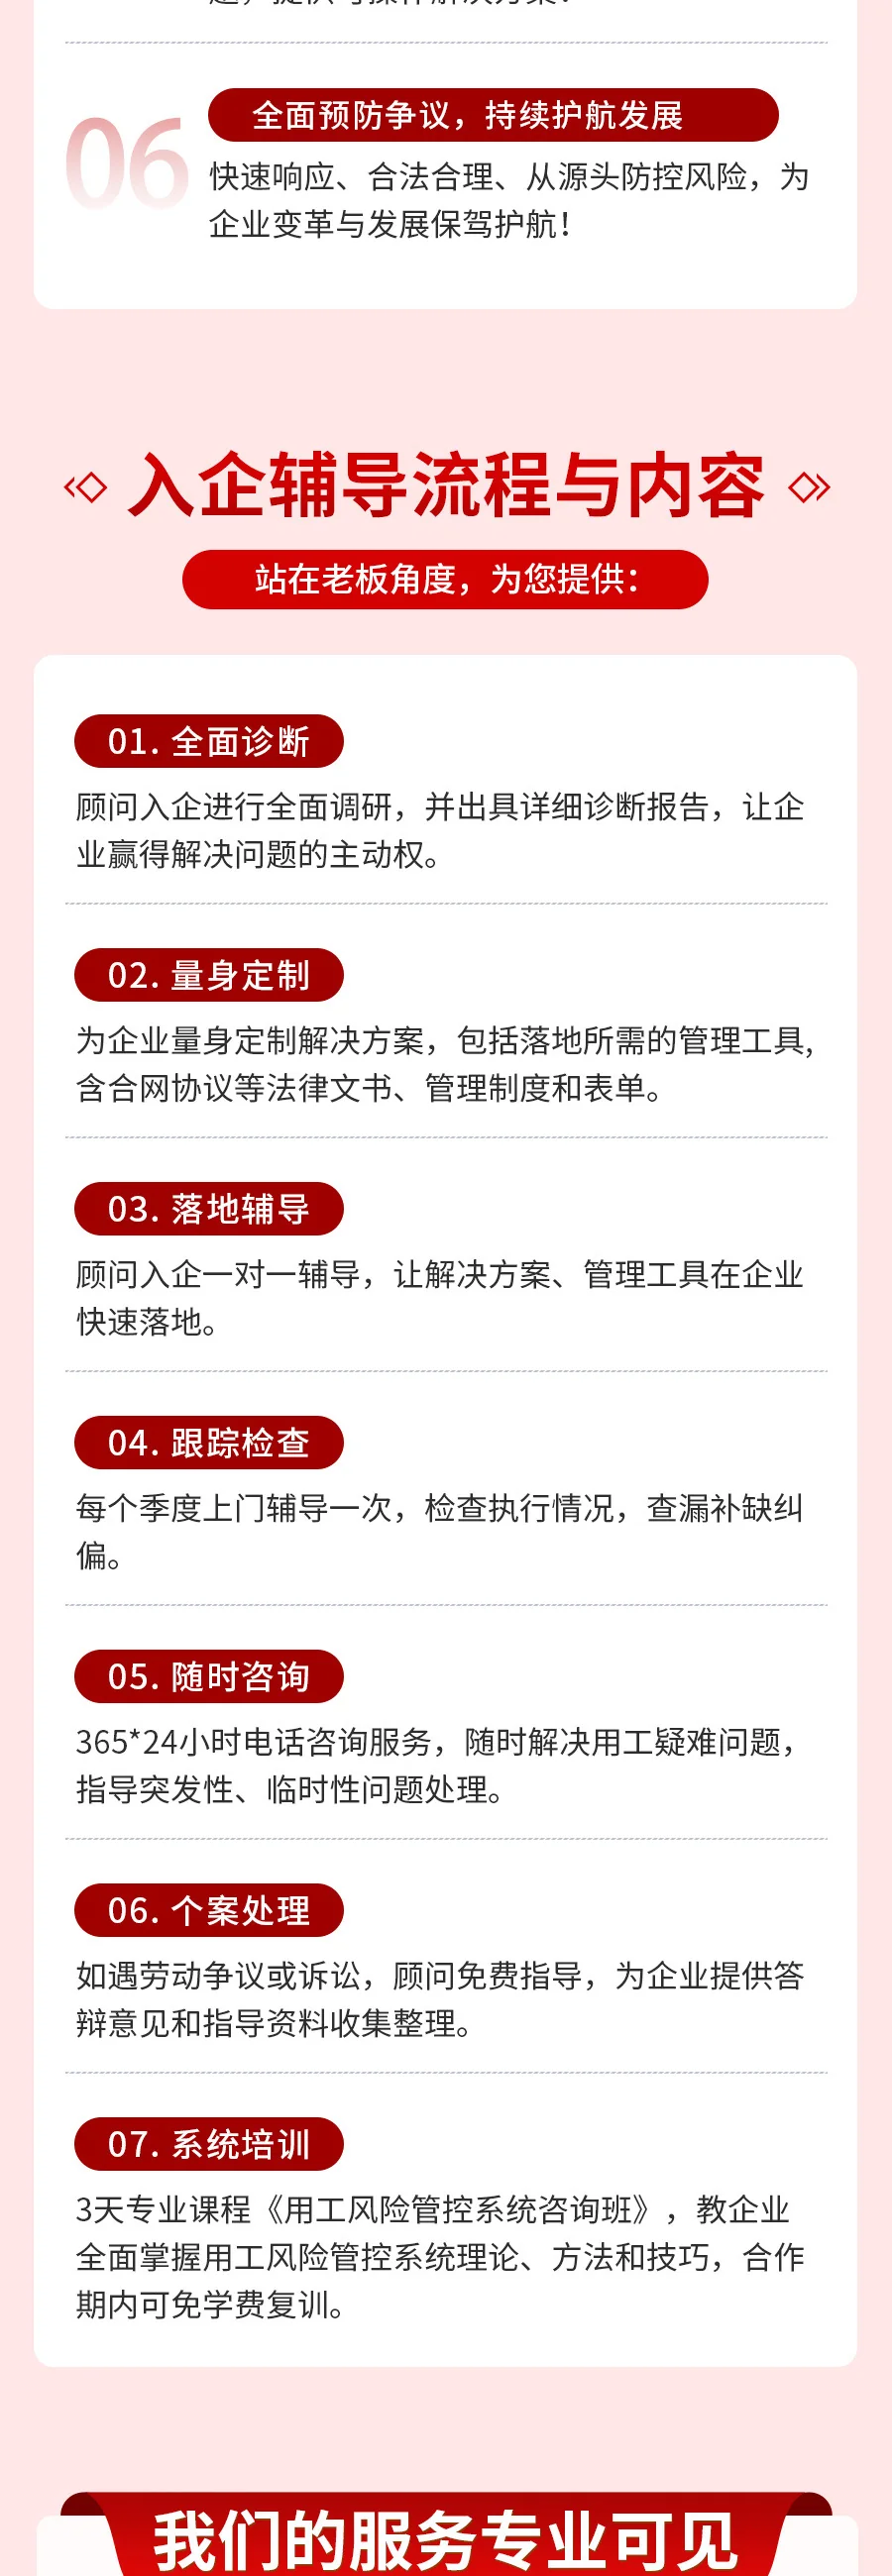 06
全面预防争议，持续护航发展
快速响应、合法合理、从源头防控风险，为
企业变革与发展保驾护航！
入企辅导流程与内容
站在老板角度，为您提供：
01. 全面诊断
顾问入企进行全面调研，并出具详细诊断报告，让企
业赢得解决问题的主动权。
02. 量身定制
为企业量身定制解决方案，包括落地所需的管理工具,
含合网协议等法律文书、管理制度和表单。
03. 落地辅导
顾问入企一对一辅导，让解决方案、管理工具在企业
快速落地。
04. 跟踪检查
每个季度上门辅导一次，检查执行情况，查漏补缺纠
偏。
05. 随时咨询
365*24小时电话咨询服务，随时解决用工疑难问题，
指导突发性、临时性问题处理。
06. 个案处理
如遇劳动争议或诉讼，顾问免费指导，为企业提供答
辩意见和指导资料收集整理。
07. 系统培训
3天专业课程《用工风险管控系统咨询班》，教企业
全面掌握用工风险管控系统理论、方法和技巧，合作
期内可免学费复训。
我们的服务专业可见